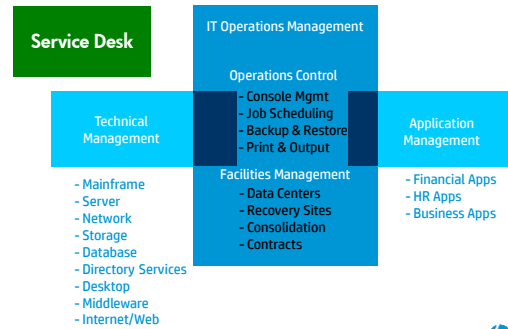 Service Desk
IT Operations Management
Operations Control
- Console Mgmt
- Job Scheduling
- Backup & Restore
- Print & Output
Technical
Management
Application
Management
Facilities Management
- Data Centers
- Recovery Sites
- Consolidation
- Contracts
- Mainframe
- Server
- Network
- Storage
- Database
- Directory Services
- Desktop
- Middleware
- Internet/Web
- Financial Apps
- HR Apps
- Business Apps